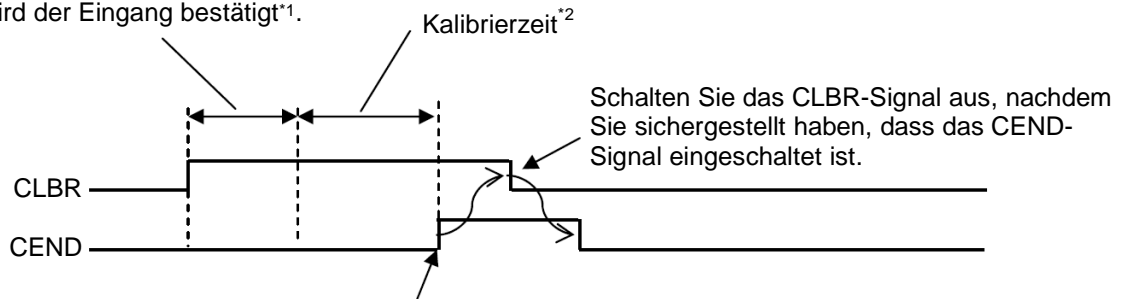 der Eingang bestätigt*1.
Kalibrierzeit*2
Schalten Sie das CLBR-Signal aus, nachdem
Sie sichergestellt haben, dass das CEND-
Signal eingeschaltet ist.
CLBR
CEND